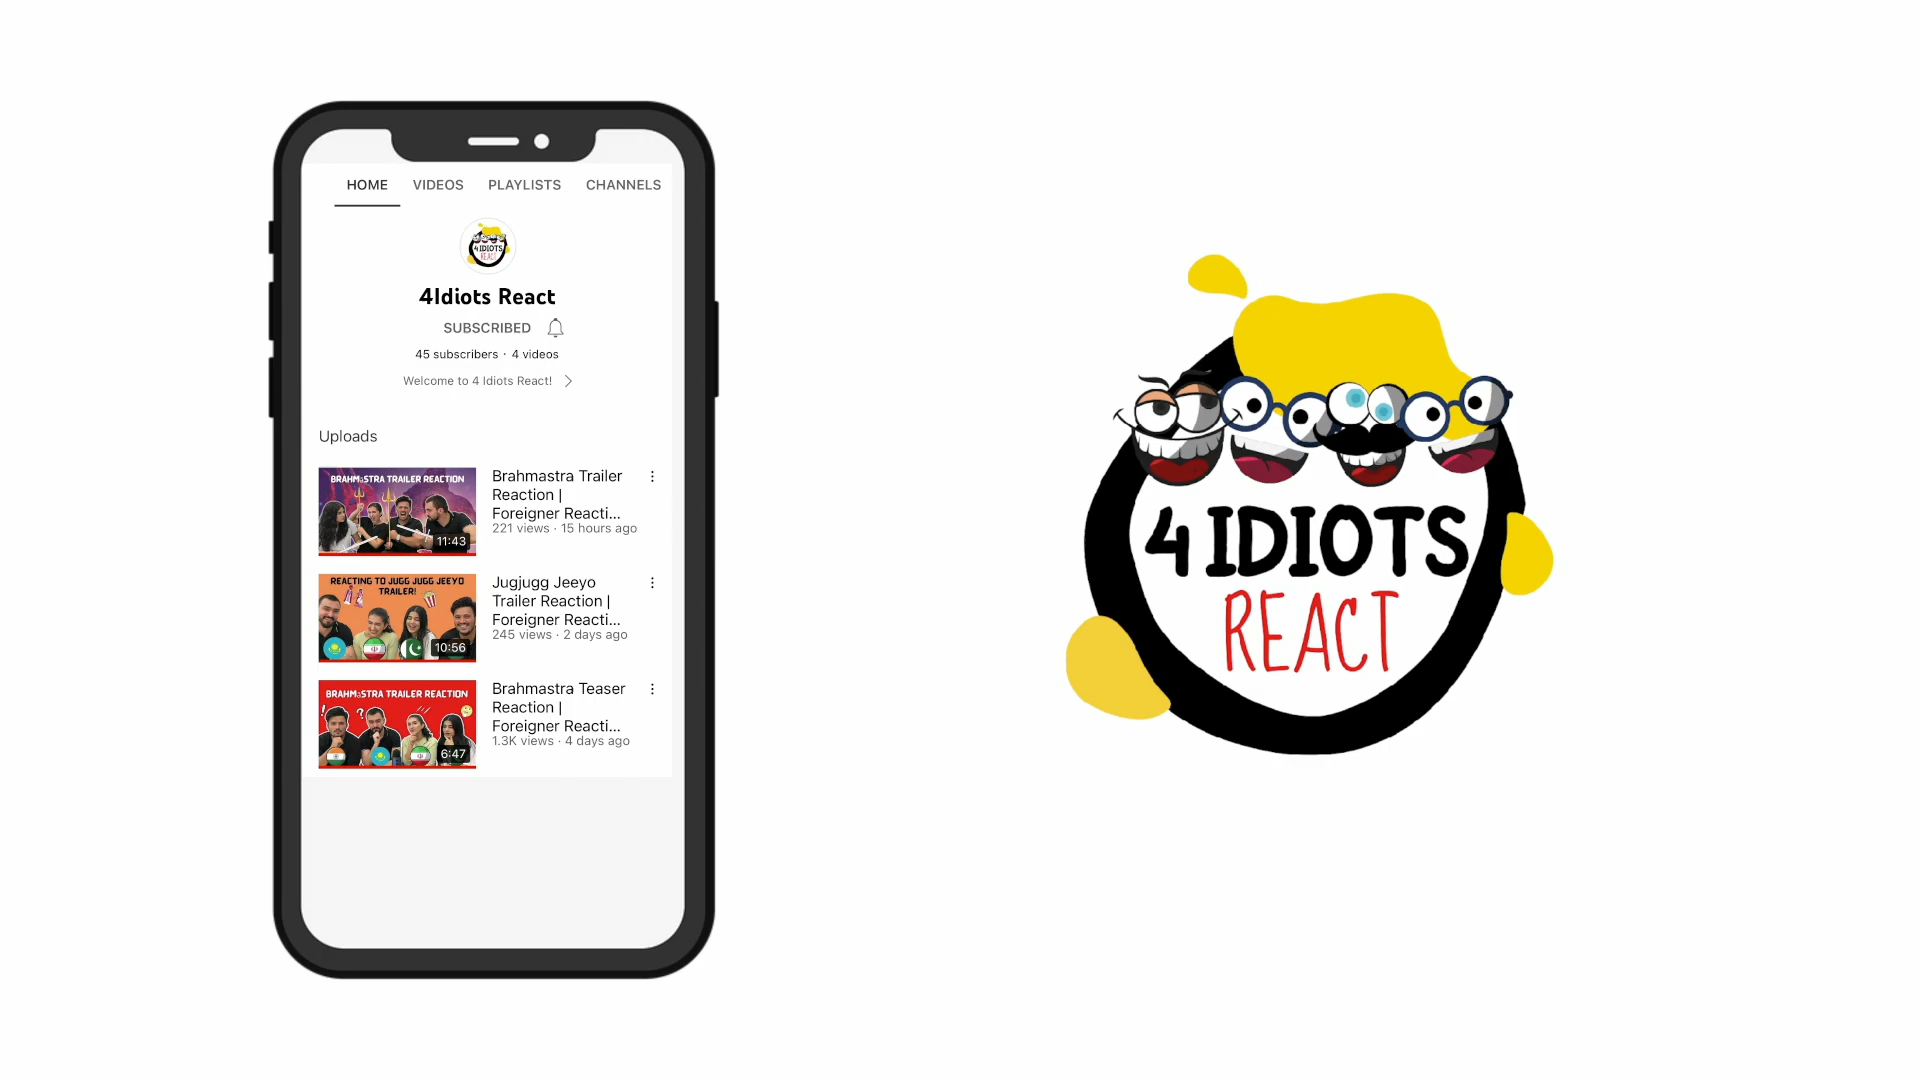 HOME VIDEOS PLAYLISTS CHANNELS
4 IDIOTS
REACT
4Idiots React
SUBSCRIBED
45 subscribers · 4 videos
Welcome to 4 Idiots React!
Uploads
BRAHMaSTRA TRAILER REACTION
11:43
Brahmastra Trailer
Reaction |
Foreigner Reacti...
221 views · 15 hours ago
REACTING TO JUGG JUGG JEEYO
TRAILER!
10:56
Jugjugg Jeeyo
Trailer Reaction |
Foreigner Reacti...
245 views · 2 days ago
BRAHMaSTRA TRAILER REACTION
6:47
Brahmastra Teaser
Reaction |
Foreigner Reacti...
1.3K views · 4 days ago
4 IDIOTS
REACT